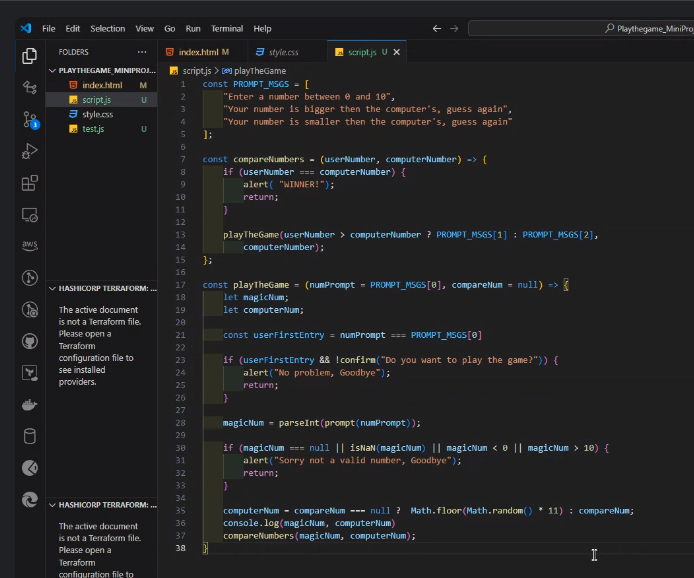 File Edit Selection View Go Run Terminal Help
Playthegame_MiniProj
FOLDERS
PLAYTHEGAME_MINIPROJ...
index.html M
script.js U
style.css
test.js U
1
HASHICORP TERRAFORM: ...
The active document
is not a Terraform file.
Please open a
Terraform
configuration file to
see installed
providers.
HASHICORP TERRAFORM: ...
The active document
is not a Terraform file.
Please open a
Terraform
configuration file to
index.html M style.css script.js U
script.js > playTheGame
1 const PROMPT_MSGS = [
2 "Enter a number between 0 and 10",
3 "Your number is bigger then the computer's, guess again",
4 "Your number is smaller then the computer's, guess again"
5 ];
6
7 const compareNumbers = (userNumber, computerNumber) => {
8 if (userNumber === computerNumber) {
9 alert( "WINNER!");
10 return;
11 }
12
13 playTheGame(userNumber > computerNumber ? PROMPT_MSGS[1] : PROMPT_MSGS[2],
14 computerNumber);
15 };
16
17 const playTheGame = (numPrompt = PROMPT_MSGS[0], compareNum = null) => {
18 let magicNum;
19 let computerNum;
20
21 const userFirstEntry = numPrompt === PROMPT_MSGS[0]
22
23 if (userFirstEntry && !confirm("Do you want to play the game?")) {
24 alert("No problem, Goodbye");
25 return;
26 }
27
28 magicNum = parseInt(prompt(numPrompt));
29
30 if (magicNum === null || isNaN(magicNum) || magicNum < 0 || magicNum > 10) {
31 alert("Sorry not a valid number, Goodbye");
32 return;
33 }
34
35 computerNum = compareNum === null ? Math.floor(Math.random() * 11) : compareNum;
36 console.log(magicNum, computerNum)
37 compareNumbers(magicNum, computerNum);
38 }
aws